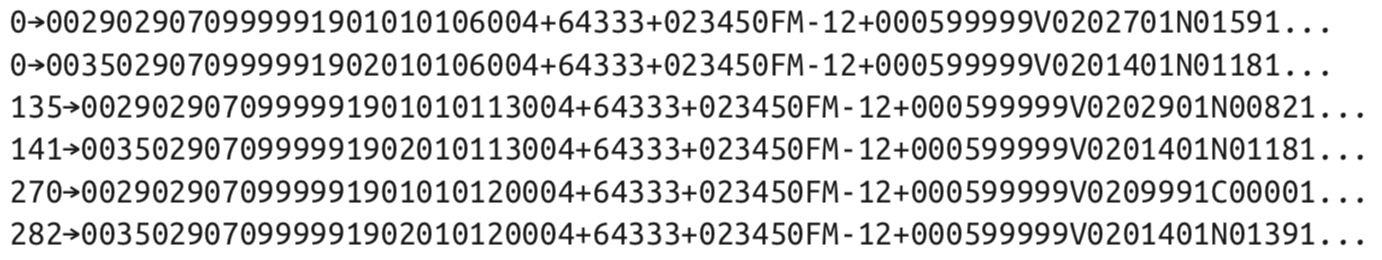 0→0029029070999991901010106004+64333+023450FM-12+000599999V0202701N01591...
0→0035029070999991902010106004+64333+023450FM-12+000599999V0201401N01181...
135→0029029070999991901010113004+64333+023450FM-12+000599999V0202901N00821...
141→0035029070999991902010113004+64333+023450FM-12+000599999V0201401N01181...
270→0029029070999991901010120004+64333+023450FM-12+000599999V0209991C00001...
282→0035029070999991902010120004+64333+023450FM-12+000599999V0201401N01391...